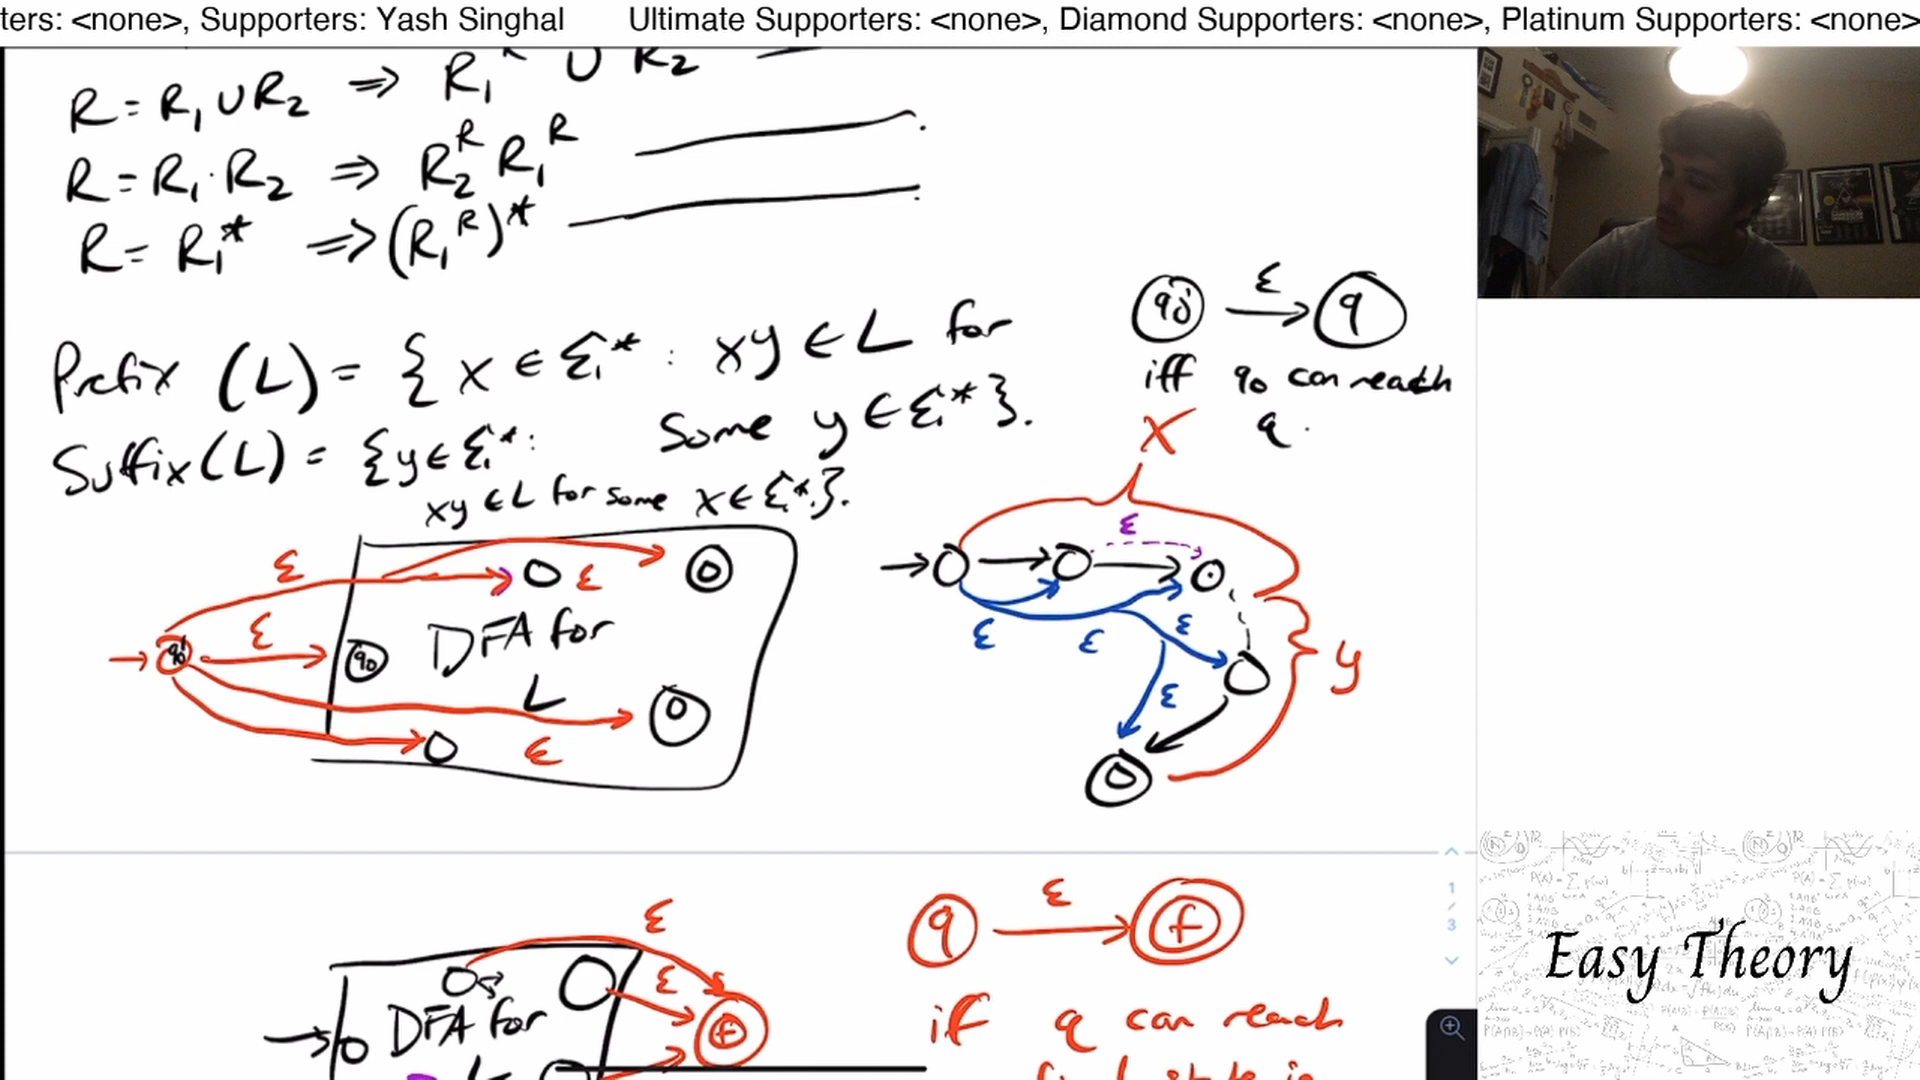 ters: <none>, Supporters: Yash Singhal Ultimate Supporters: <none>, Diamond Supporters: <none>, Platinum Supporters: <none>
R = R₁ ∪ R₂ ⇒ R₁ᴿ ∪ R₂
R = R₁ · R₂ ⇒ R₂ᴿ R₁ᴿ
R = R₁* ⇒ (R₁ᴿ)*
Prefix (L) = { x ∈ Σ* : xy ∈ L for
some y ∈ Σ* }.
Suffix (L) = { y ∈ Σ* :
xy ∈ L for some x ∈ Σ* }.
q₀' ε q
iff q₀ can reach
q.
x
ε
ε ε ε
ε
y
ε
ε
ε
q₀' q₀
DFA for
L
ε
ε
ε
DFA for
L
f
q ε f
if q can reach
Easy Theory
1
/
3